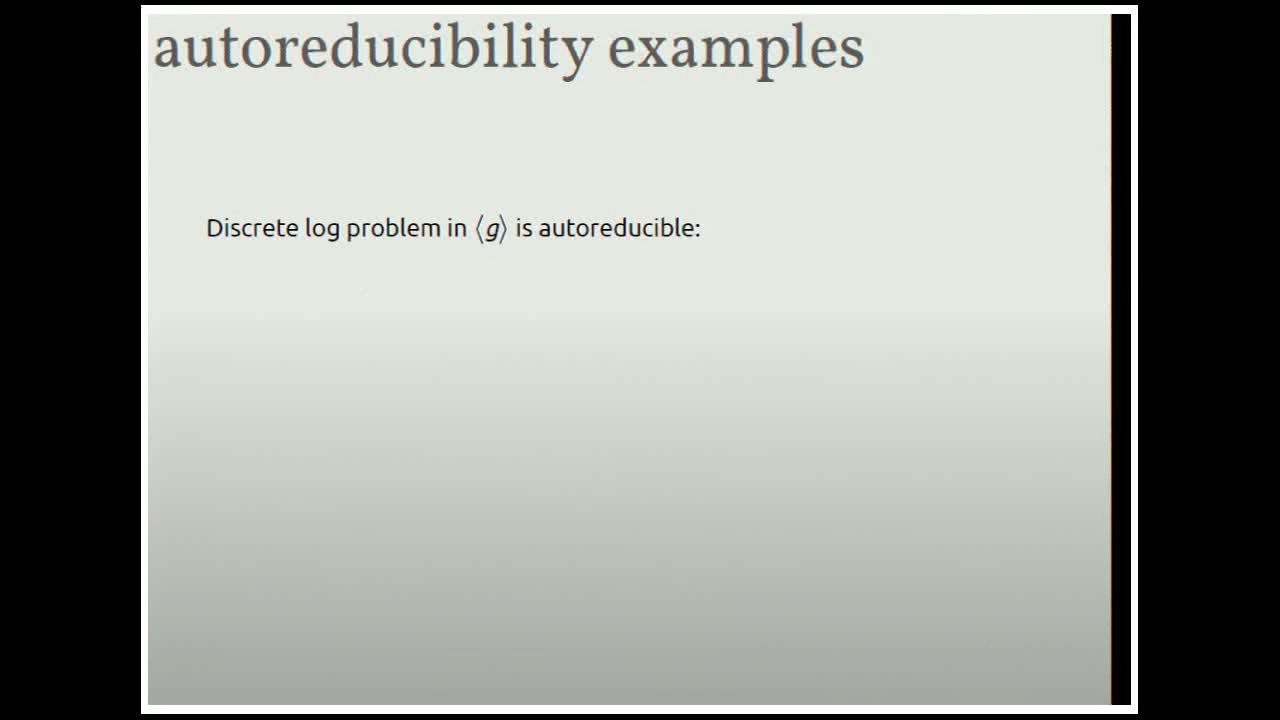 autoreducibility examples
Discrete log problem in ⟨g⟩ is autoreducible: